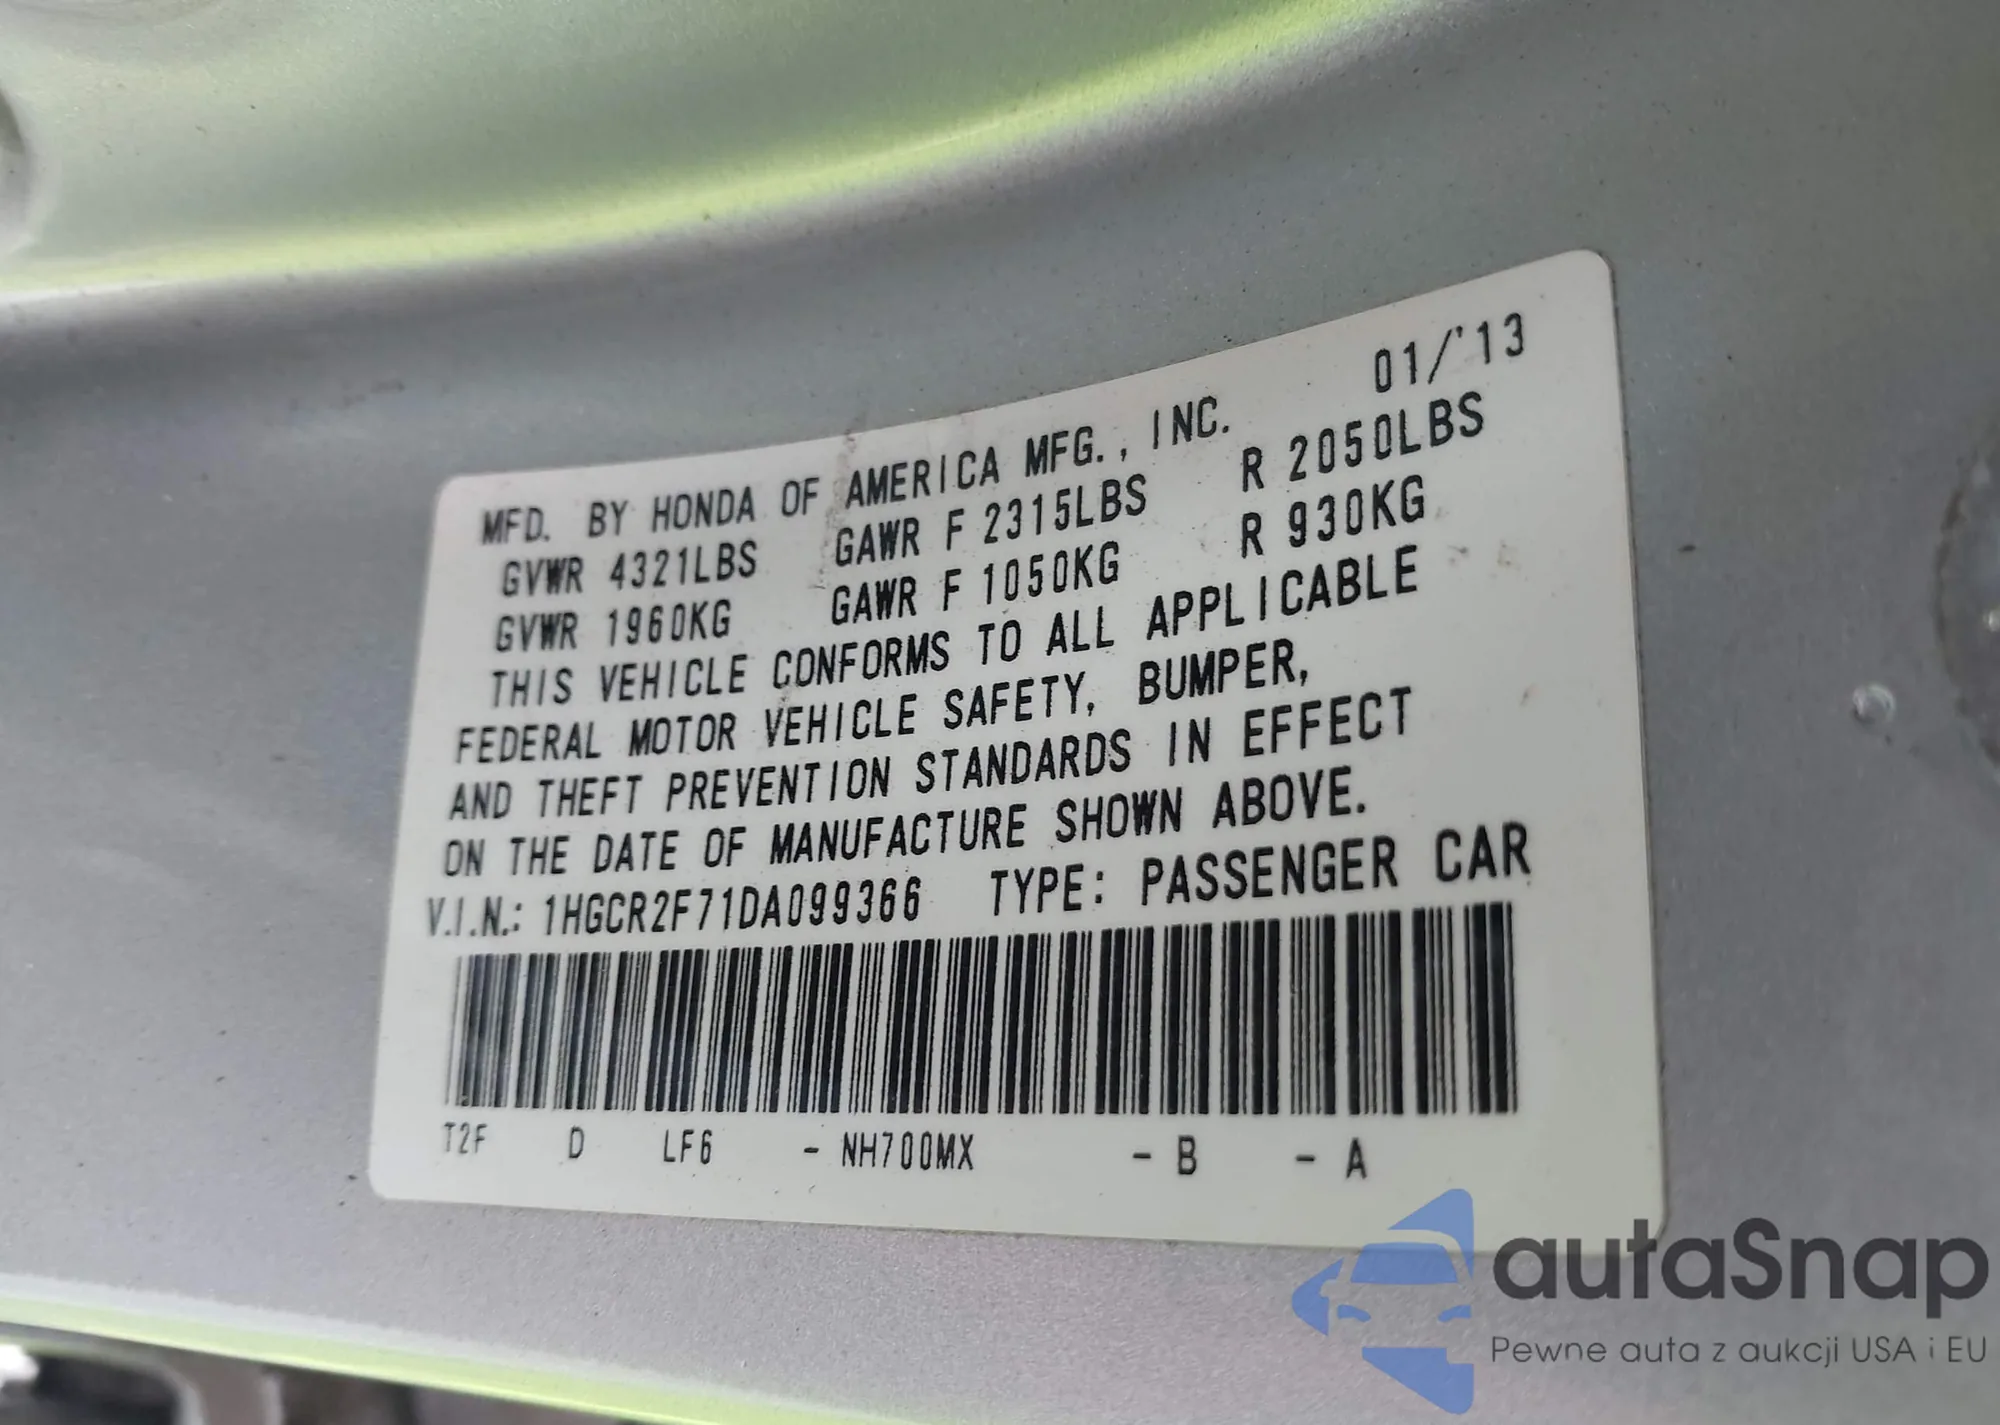 01/'13
MFD. BY HONDA OF AMERICA MFG., INC.
GVWR 4321LBS GAWR F 2315LBS R 2050LBS
GVWR 1960KG GAWR F 1050KG R 930KG
THIS VEHICLE CONFORMS TO ALL APPLICABLE
FEDERAL MOTOR VEHICLE SAFETY, BUMPER,
AND THEFT PREVENTION STANDARDS IN EFFECT
ON THE DATE OF MANUFACTURE SHOWN ABOVE.
V.I.N.: 1HGCR2F71DA099366 TYPE: PASSENGER CAR
T2F D LF6 - NH700MX - B - A
autaSnap
Pewne auta z aukcji USA i EU